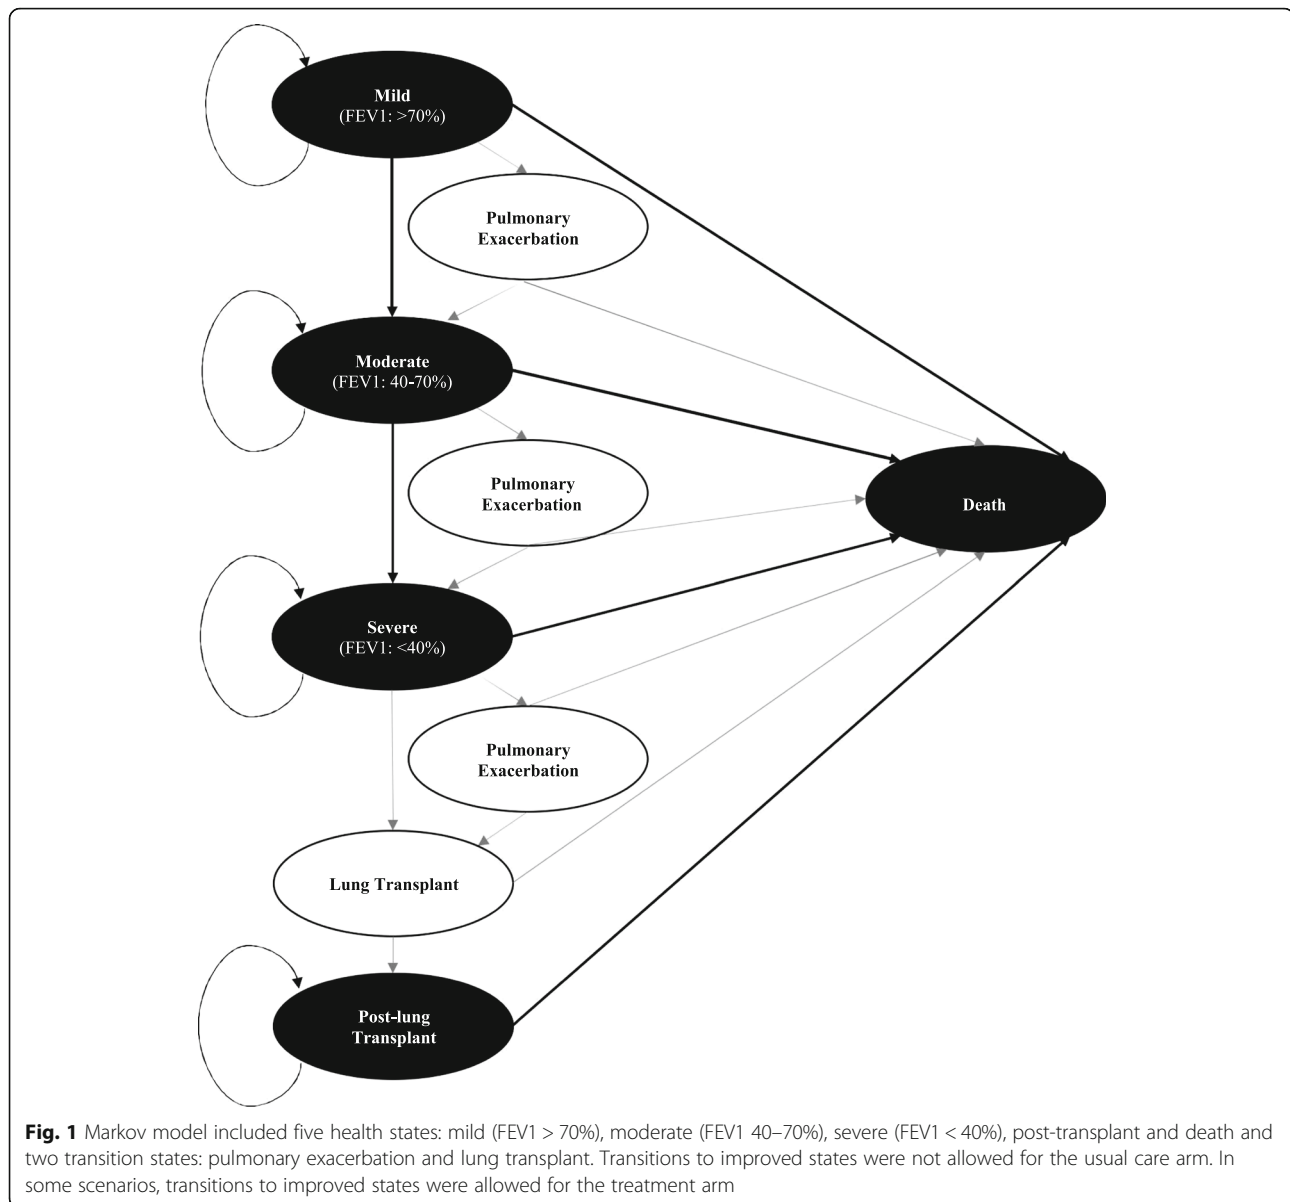 Mild
(FEV1: >70%)
Pulmonary
Exacerbation
Moderate
(FEV1: 40-70%)
Pulmonary
Exacerbation
Death
Severe
(FEV1: <40%)
Pulmonary
Exacerbation
Lung Transplant
Post-lung
Transplant
Fig. 1 Markov model included five health states: mild (FEV1 > 70%), moderate (FEV1 40–70%), severe (FEV1 < 40%), post-transplant and death and
two transition states: pulmonary exacerbation and lung transplant. Transitions to improved states were not allowed for the usual care arm. In
some scenarios, transitions to improved states were allowed for the treatment arm